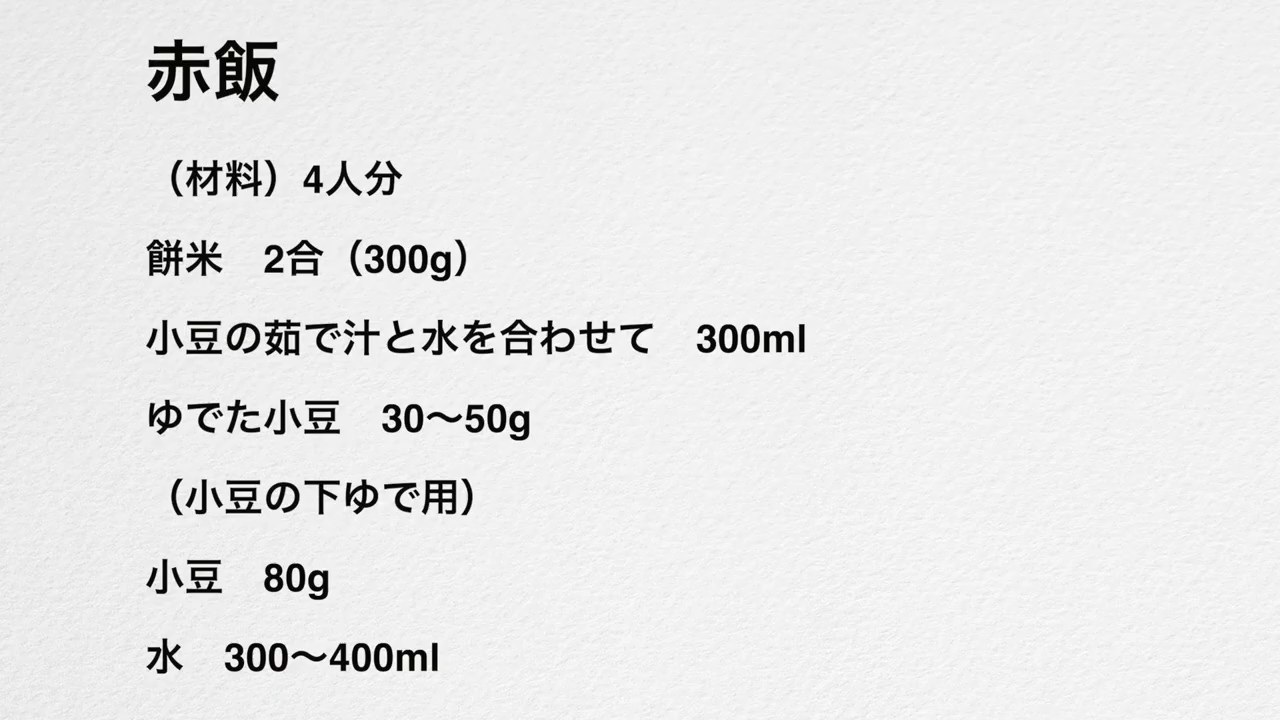 赤飯
（材料）4人分
餅米　2合（300g）
小豆の茹で汁と水を合わせて　300ml
ゆでた小豆　30〜50g
（小豆の下ゆで用）
小豆　80g
水　300〜400ml